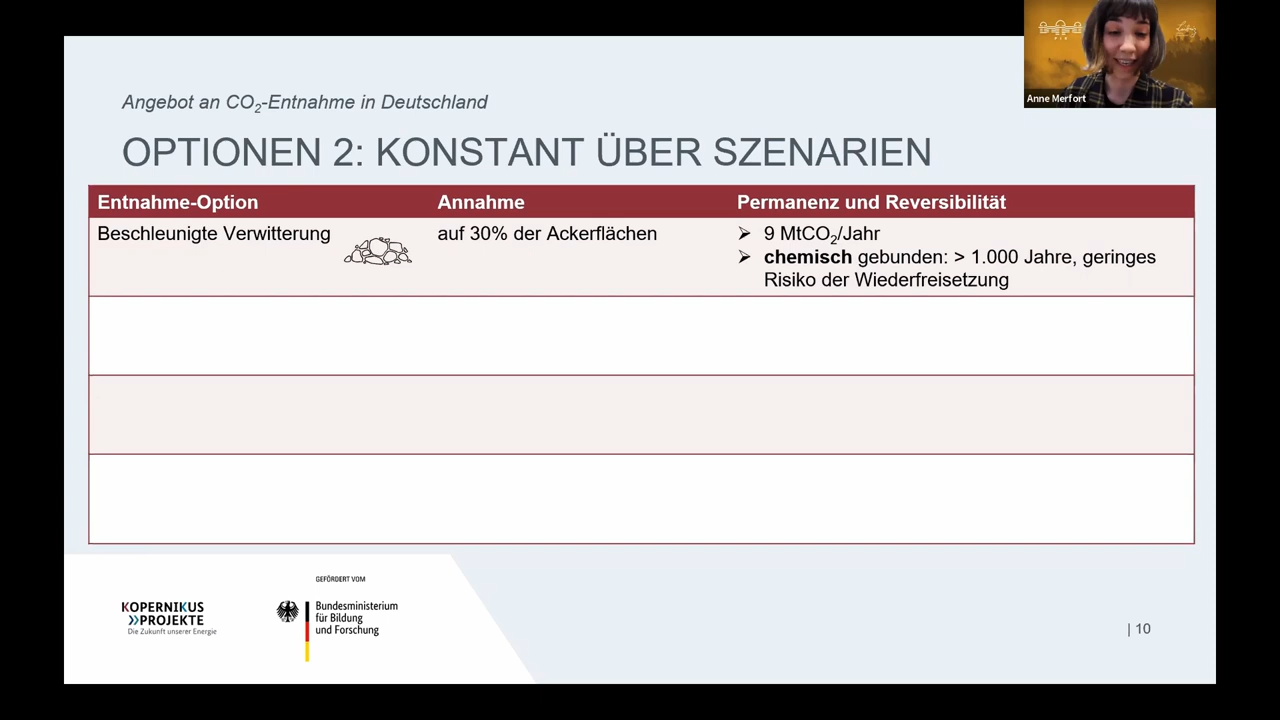 Anne Merfort
Angebot an CO₂-Entnahme in Deutschland
OPTIONEN 2: KONSTANT ÜBER SZENARIEN
Entnahme-Option Annahme Permanenz und Reversibilität
Beschleunigte Verwitterung auf 30% der Ackerflächen ➢ 9 MtCO₂/Jahr
➢ chemisch gebunden: > 1.000 Jahre, geringes
Risiko der Wiederfreisetzung
GEFÖRDERT VOM
KOPERNIKUS
PROJEKTE
Die Zukunft unserer Energie
Bundesministerium
für Bildung
und Forschung
| 10